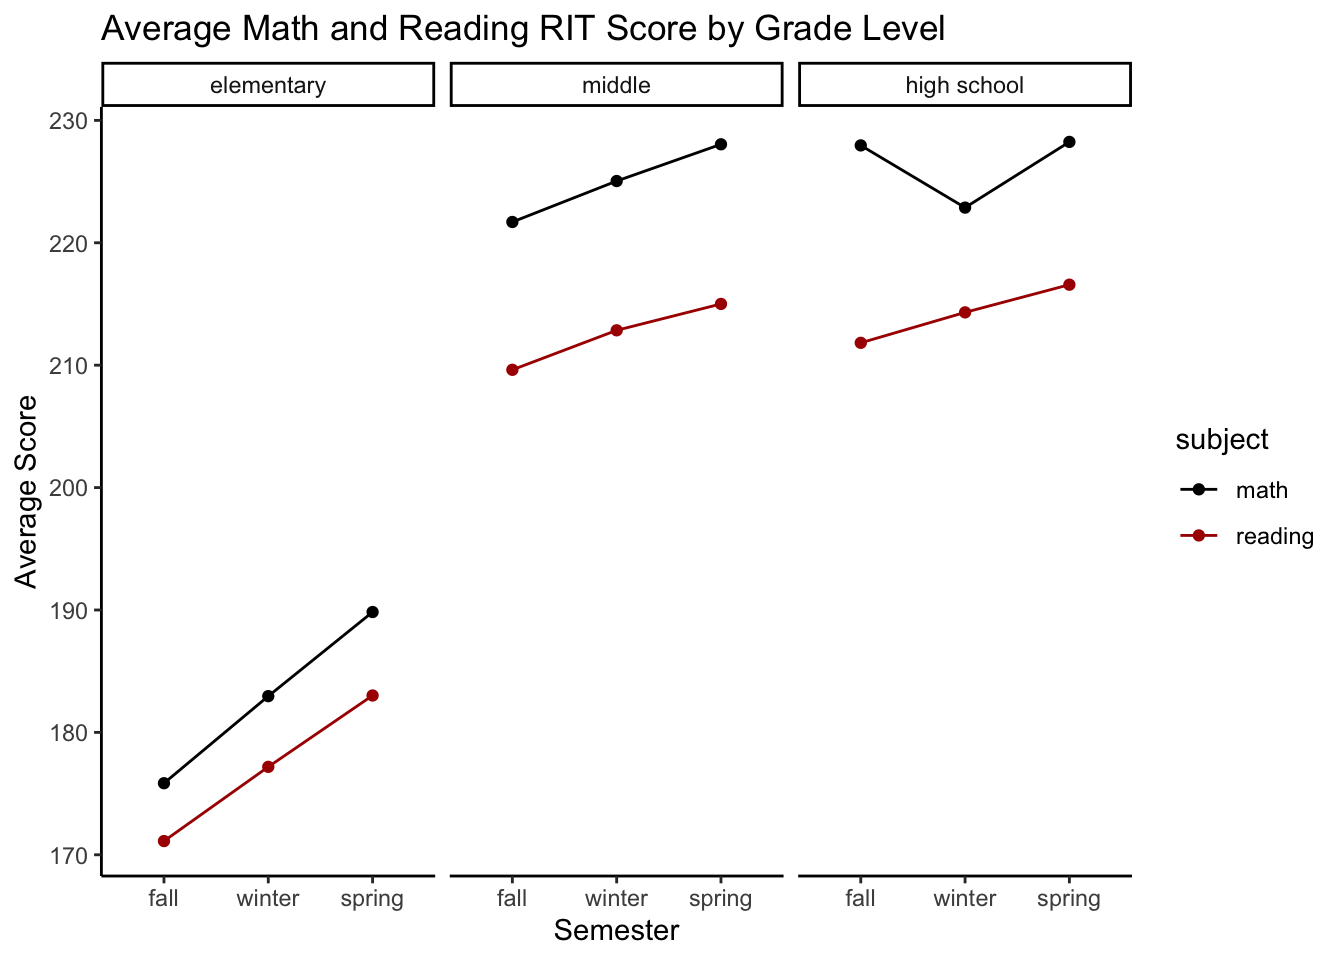 Average Math and Reading RIT Score by Grade Level
elementary
middle
high school
230
220
210
200
190
180
170
Average Score
fall winter spring
fall winter spring
fall winter spring
Semester
subject
math
reading